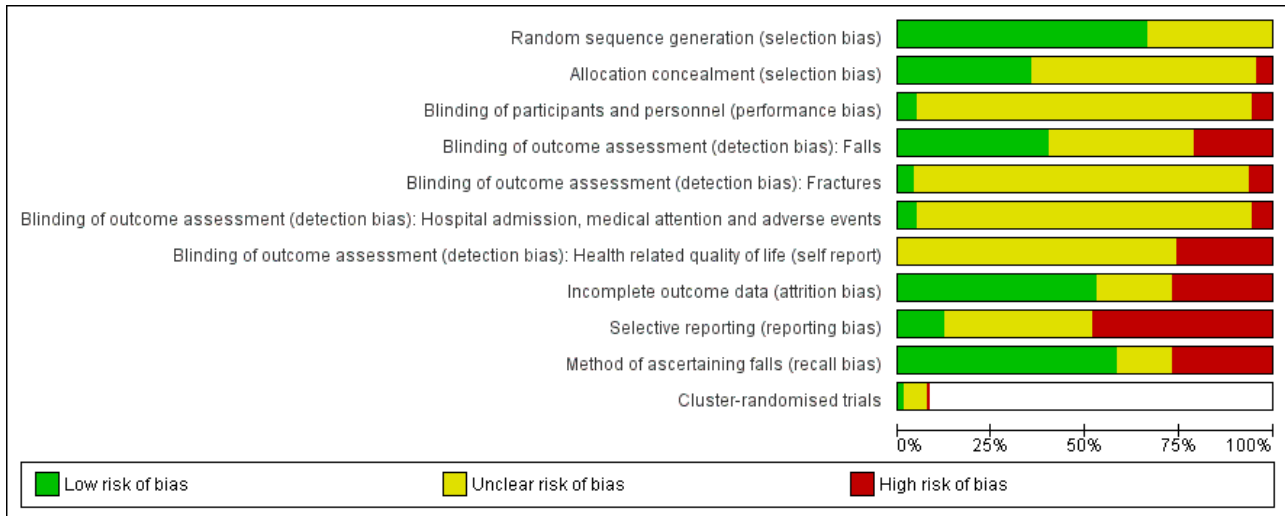 Random sequence generation (selection bias)
Allocation concealment (selection bias)
Blinding of participants and personnel (performance bias)
Blinding of outcome assessment (detection bias): Falls
Blinding of outcome assessment (detection bias): Fractures
Blinding of outcome assessment (detection bias): Hospital admission, medical attention and adverse events
Blinding of outcome assessment (detection bias): Health related quality of life (self report)
Incomplete outcome data (attrition bias)
Selective reporting (reporting bias)
Method of ascertaining falls (recall bias)
Cluster-randomised trials
0% 25% 50% 75% 100%
Low risk of bias Unclear risk of bias High risk of bias